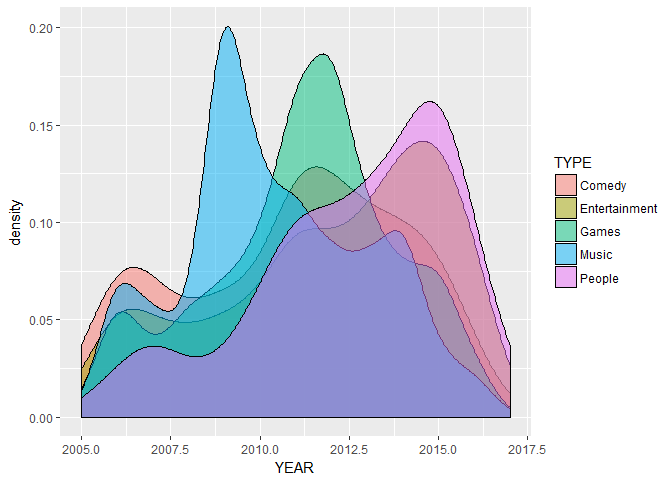 0.20
0.15
0.10
0.05
0.00
density
2005.0
2007.5
2010.0
2012.5
2015.0
2017.5
YEAR
TYPE
Comedy
Entertainment
Games
Music
People